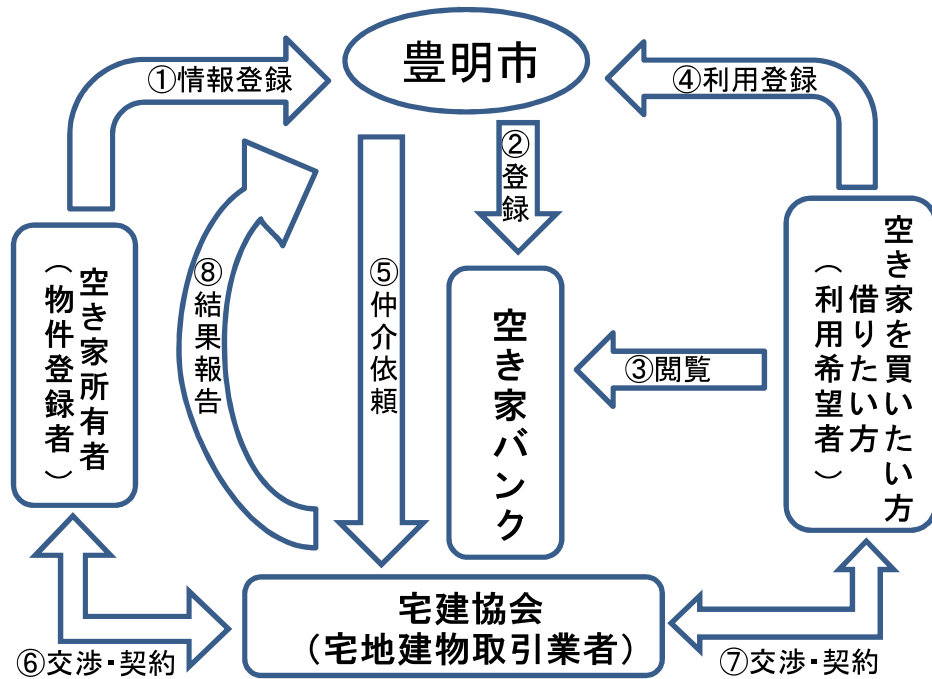 豊明市
①情報登録
④利用登録
②登録
空き家所有者
（物件登録者）
⑧結果報告
⑤仲介依頼
空き家バンク
③閲覧
空き家を買いたい方
借りたい方
（利用希望者）
宅建協会
（宅地建物取引業者）
⑥交渉・契約
⑦交渉・契約